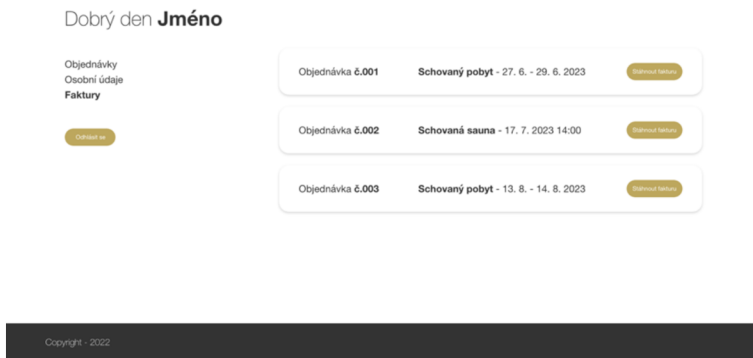 Dobrý den Jméno
Objednávky
Osobní údaje
Faktury
Odhlásit se
Objednávka č.001 Schovaný pobyt - 27. 6. - 29. 6. 2023 Stáhnout fakturu
Objednávka č.002 Schovaná sauna - 17. 7. 2023 14:00 Stáhnout fakturu
Objednávka č.003 Schovaný pobyt - 13. 8. - 14. 8. 2023 Stáhnout fakturu
Copyright - 2022